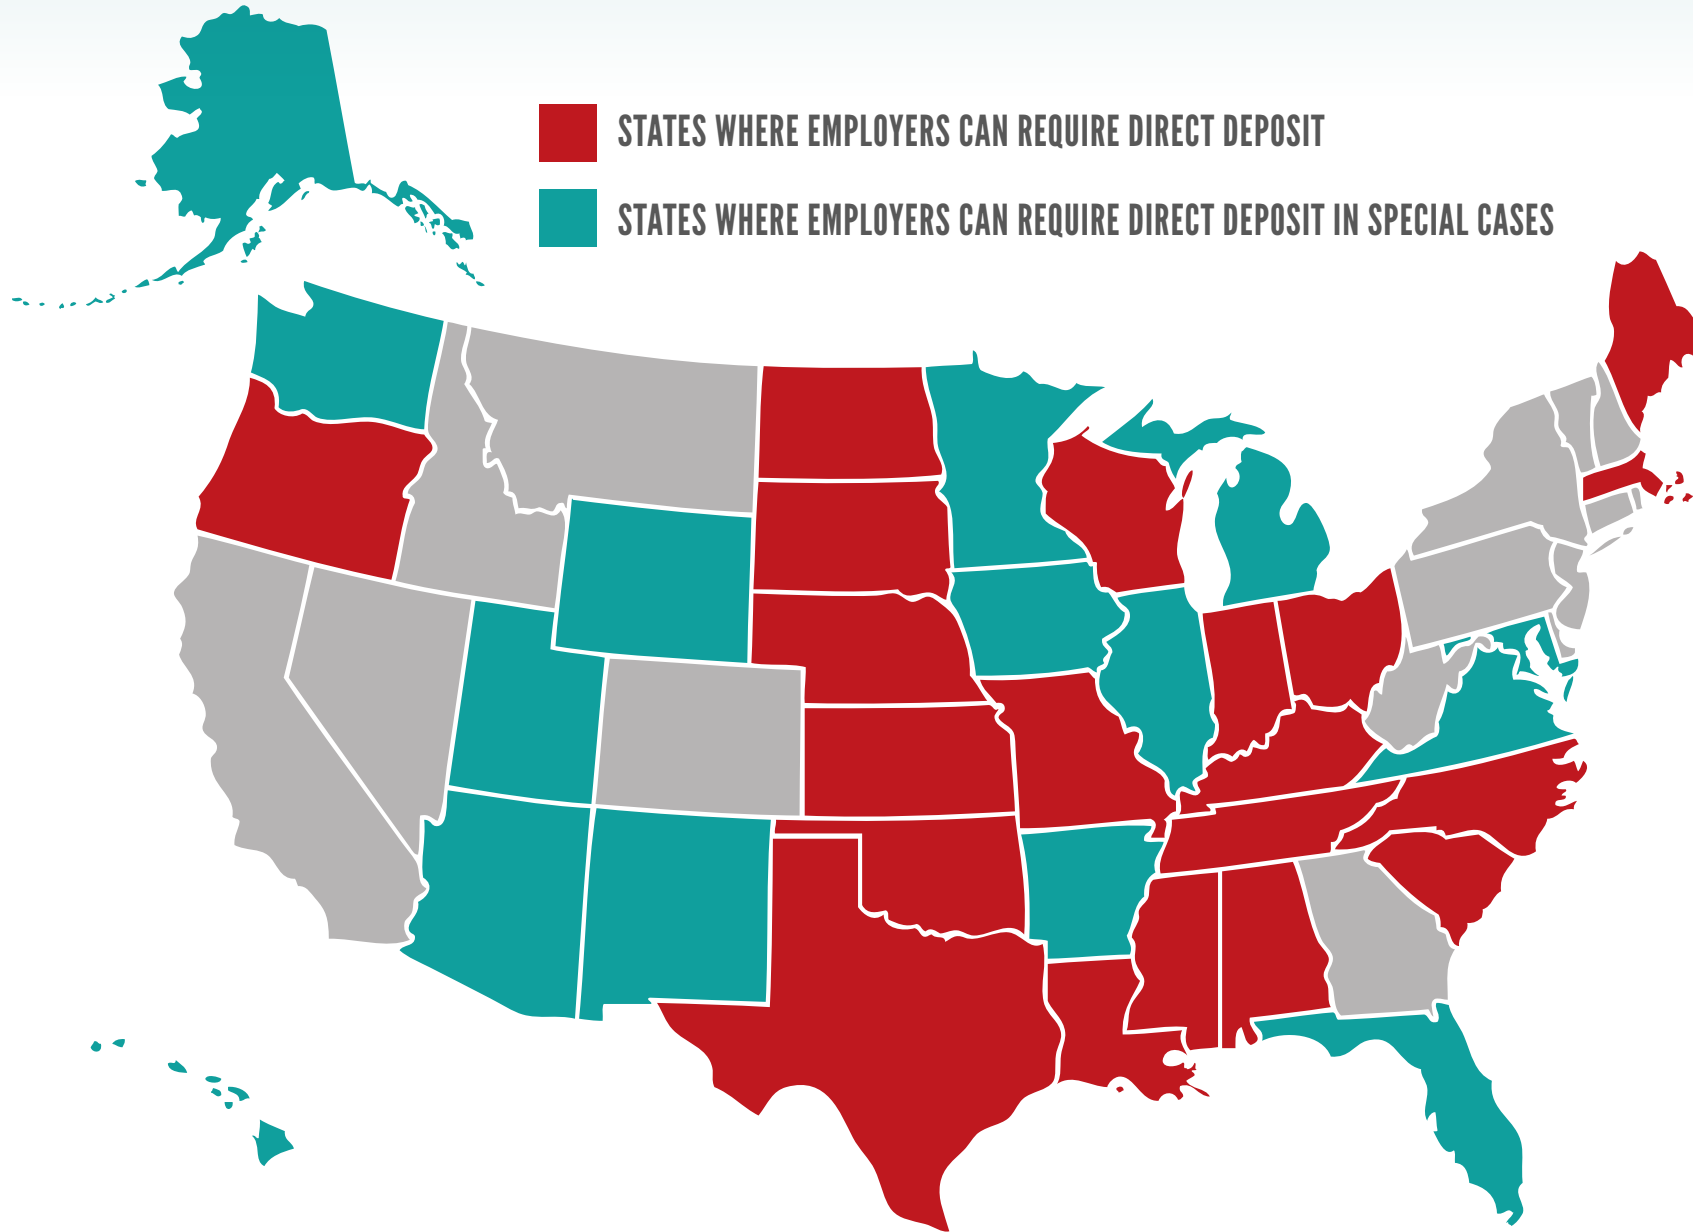 STATES WHERE EMPLOYERS CAN REQUIRE DIRECT DEPOSIT
STATES WHERE EMPLOYERS CAN REQUIRE DIRECT DEPOSIT IN SPECIAL CASES